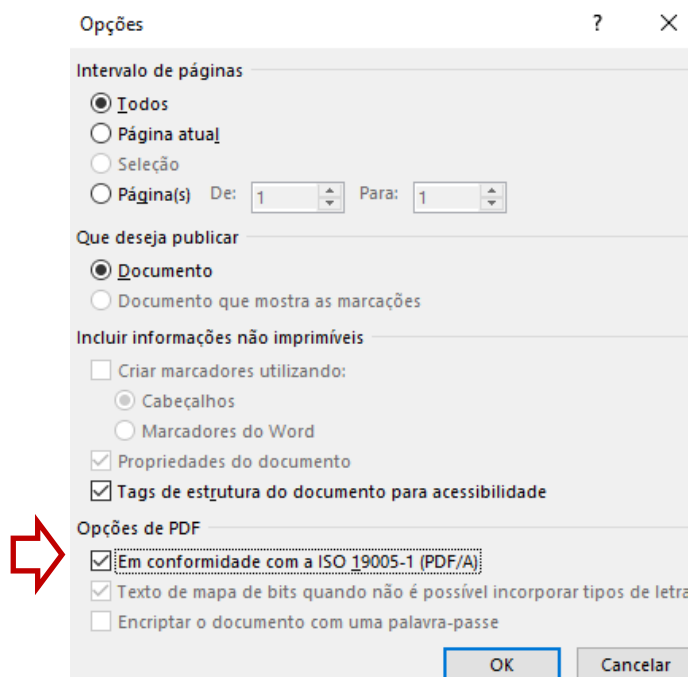 Opções ?
Intervalo de páginas
Todos
Página atual
Seleção
Página(s) De: 1 Para: 1
Que deseja publicar
Documento
Documento que mostra as marcações
Incluir informações não imprimíveis
Criar marcadores utilizando:
Cabeçalhos
Marcadores do Word
Propriedades do documento
Tags de estrutura do documento para acessibilidade
Opções de PDF
Em conformidade com a ISO 19005-1 (PDF/A)
Texto de mapa de bits quando não é possível incorporar tipos de letra
Encriptar o documento com uma palavra-passe
OK Cancelar